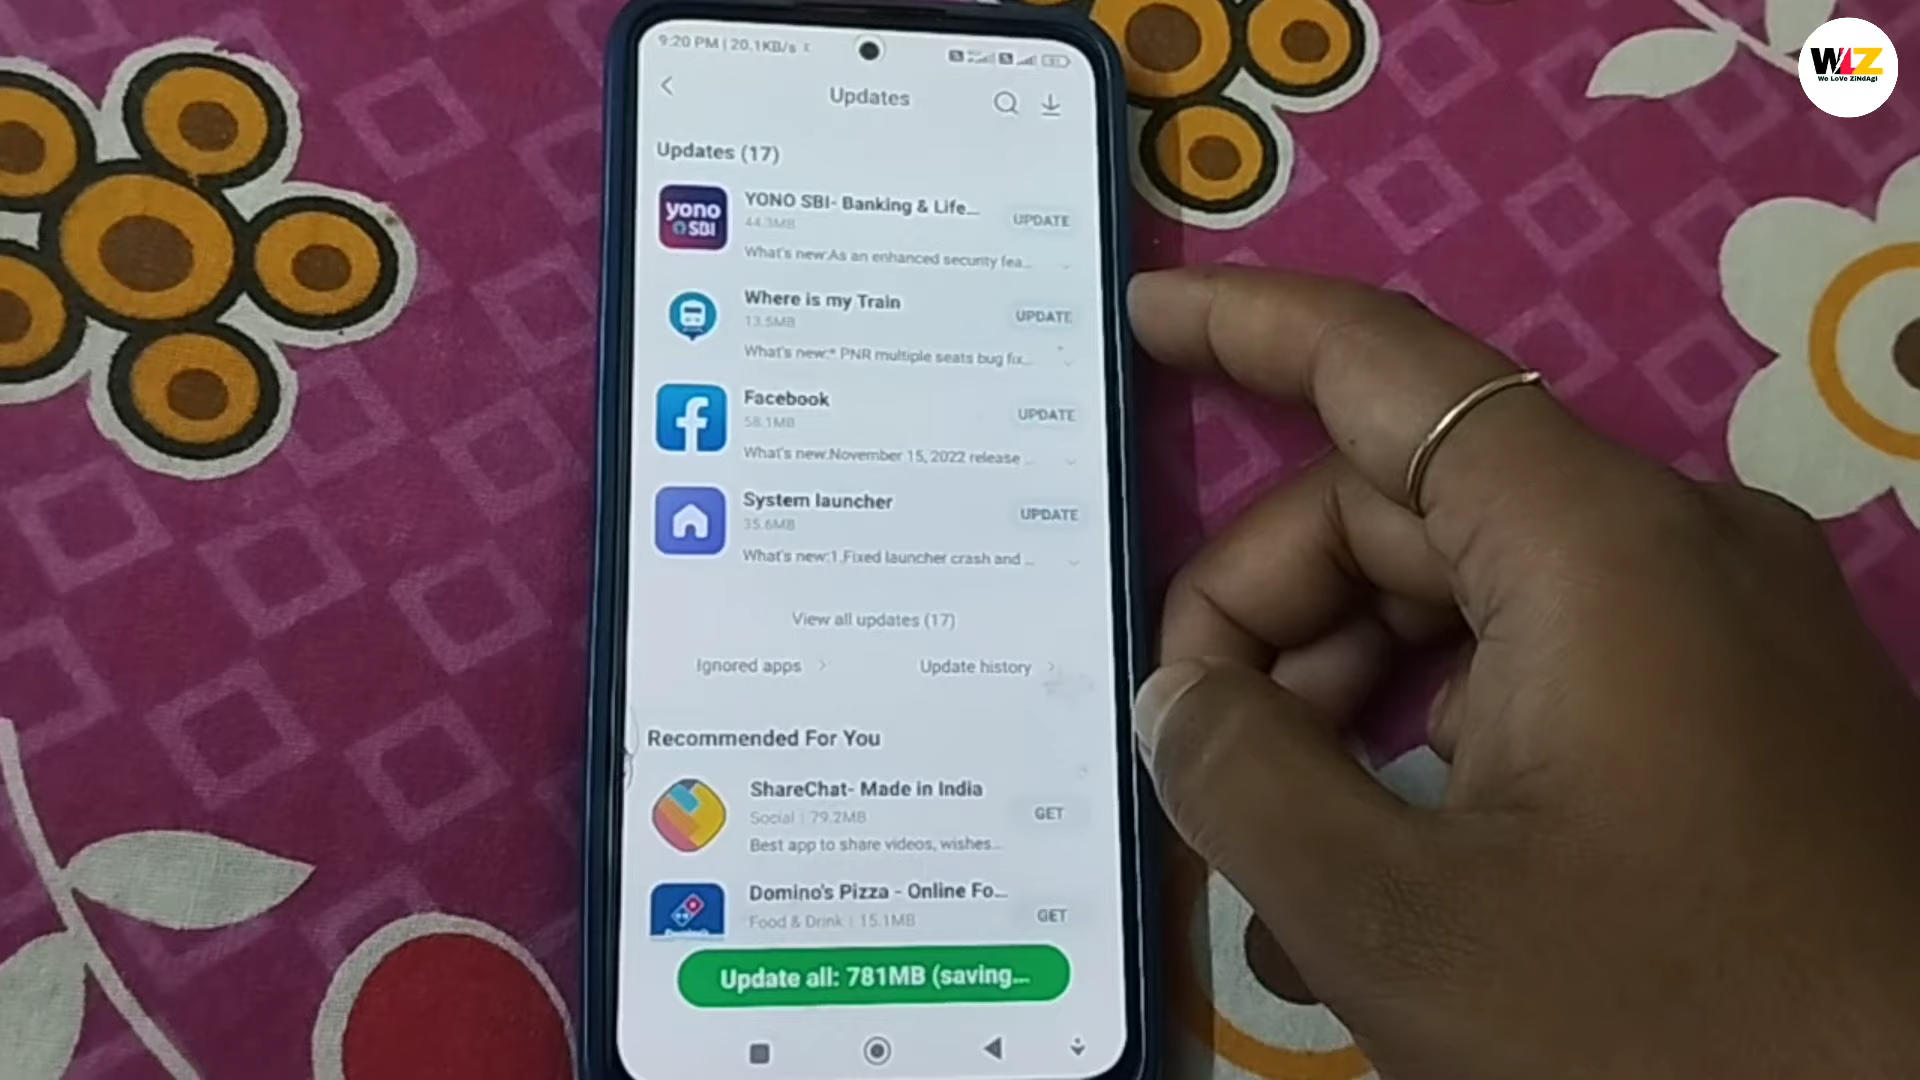 WLZ
We LoVe ZiNdAgi
9:20 PM | 20.1KB/s
Updates
Updates (17)
yono
SBI
YONO SBI- Banking & Life...
44.3MB
UPDATE
What's new:As an enhanced security fea...
Where is my Train
13.5MB
UPDATE
What's new:* PNR multiple seats bug fix...
Facebook
58.1MB
UPDATE
What's new:November 15, 2022 release ...
System launcher
35.6MB
UPDATE
What's new:1.Fixed launcher crash and ...
View all updates (17)
Ignored apps
Update history
Recommended For You
ShareChat- Made in India
Social | 79.2MB
GET
Best app to share videos, wishes...
Domino's Pizza - Online Fo...
Food & Drink | 15.1MB
GET
Update all: 781MB (saving...